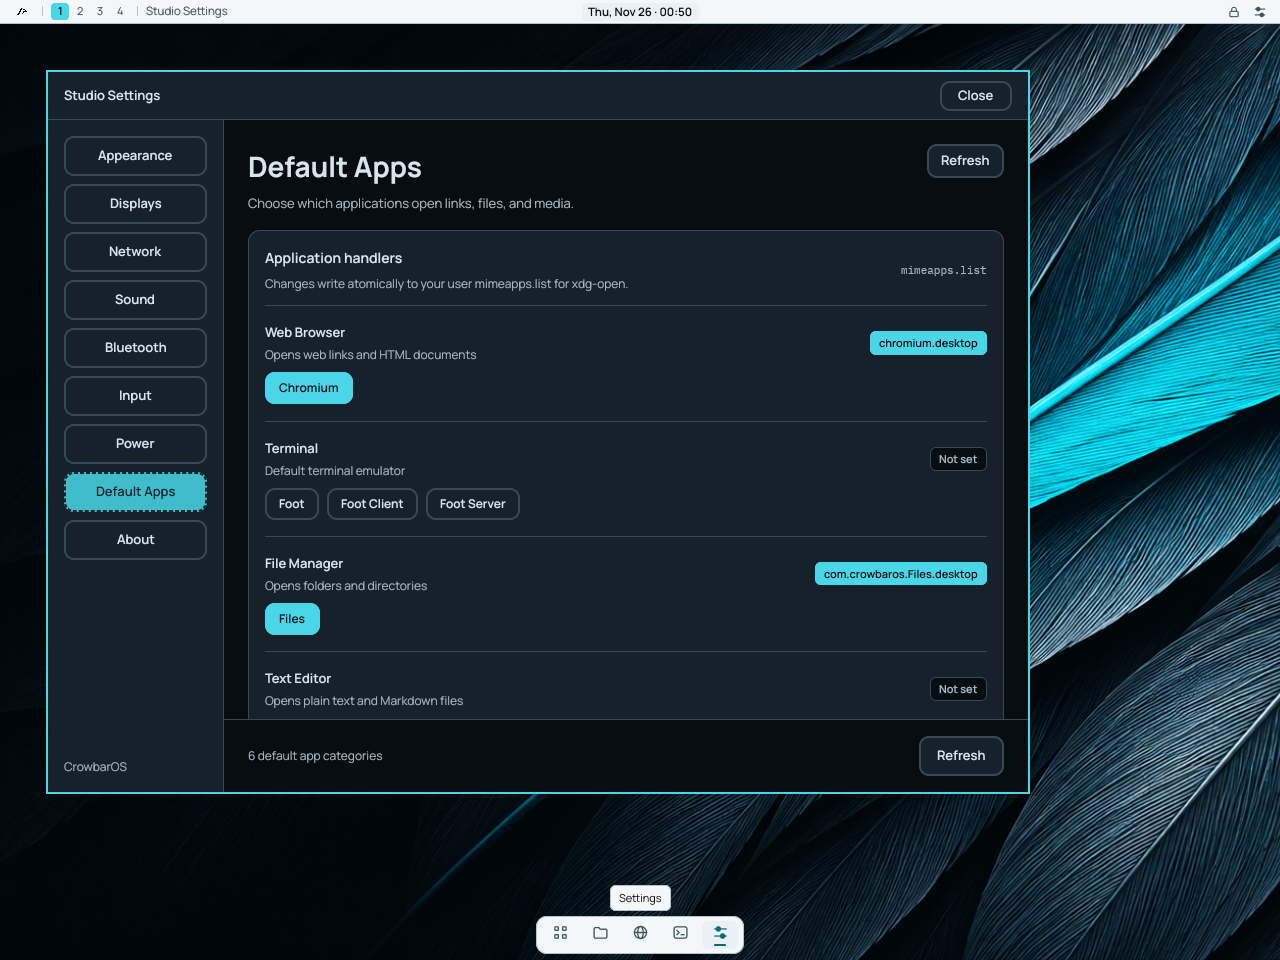 1 2 3 4 Studio Settings
Thu, Nov 26 · 00:50
Studio Settings
Close
Appearance
Displays
Network
Sound
Bluetooth
Input
Power
Default Apps
About
CrowbarOS
Default Apps
Refresh
Choose which applications open links, files, and media.
Application handlers
mimeapps.list
Changes write atomically to your user mimeapps.list for xdg-open.
Web Browser
chromium.desktop
Opens web links and HTML documents
Chromium
Terminal
Not set
Default terminal emulator
Foot
Foot Client
Foot Server
File Manager
com.crowbaros.Files.desktop
Opens folders and directories
Files
Text Editor
Not set
Opens plain text and Markdown files
6 default app categories
Refresh
Settings